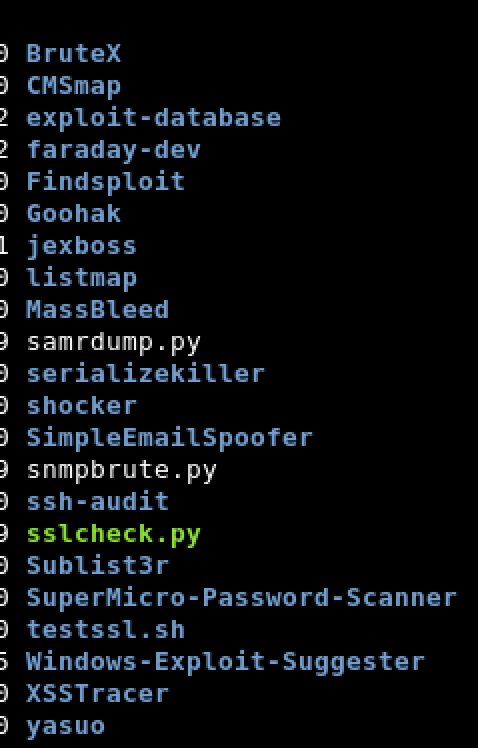 0 BruteX
0 CMSmap
2 exploit-database
2 faraday-dev
0 Findsploit
0 Goohak
1 jexboss
0 listmap
0 MassBleed
9 samrdump.py
0 serializekiller
0 shocker
0 SimpleEmailSpoofer
9 snmpbrute.py
0 ssh-audit
9 sslcheck.py
0 Sublist3r
0 SuperMicro-Password-Scanner
0 testssl.sh
5 Windows-Exploit-Suggester
0 XSSTracer
0 yasuo